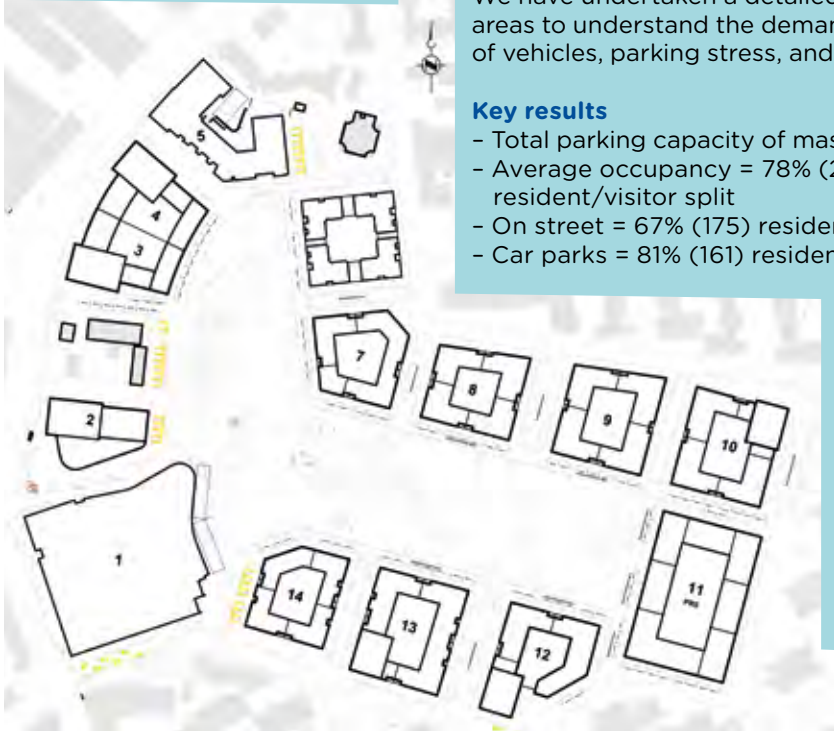 We have undertaken a detailed
areas to understand the deman
of vehicles, parking stress, and
Key results
– Total parking capacity of mas
– Average occupancy = 78% (2
resident/visitor split
– On street = 67% (175) residen
– Car parks = 81% (161) residen
5
4
3
7
8
2
9
10
1
11
PRS
14
13
12